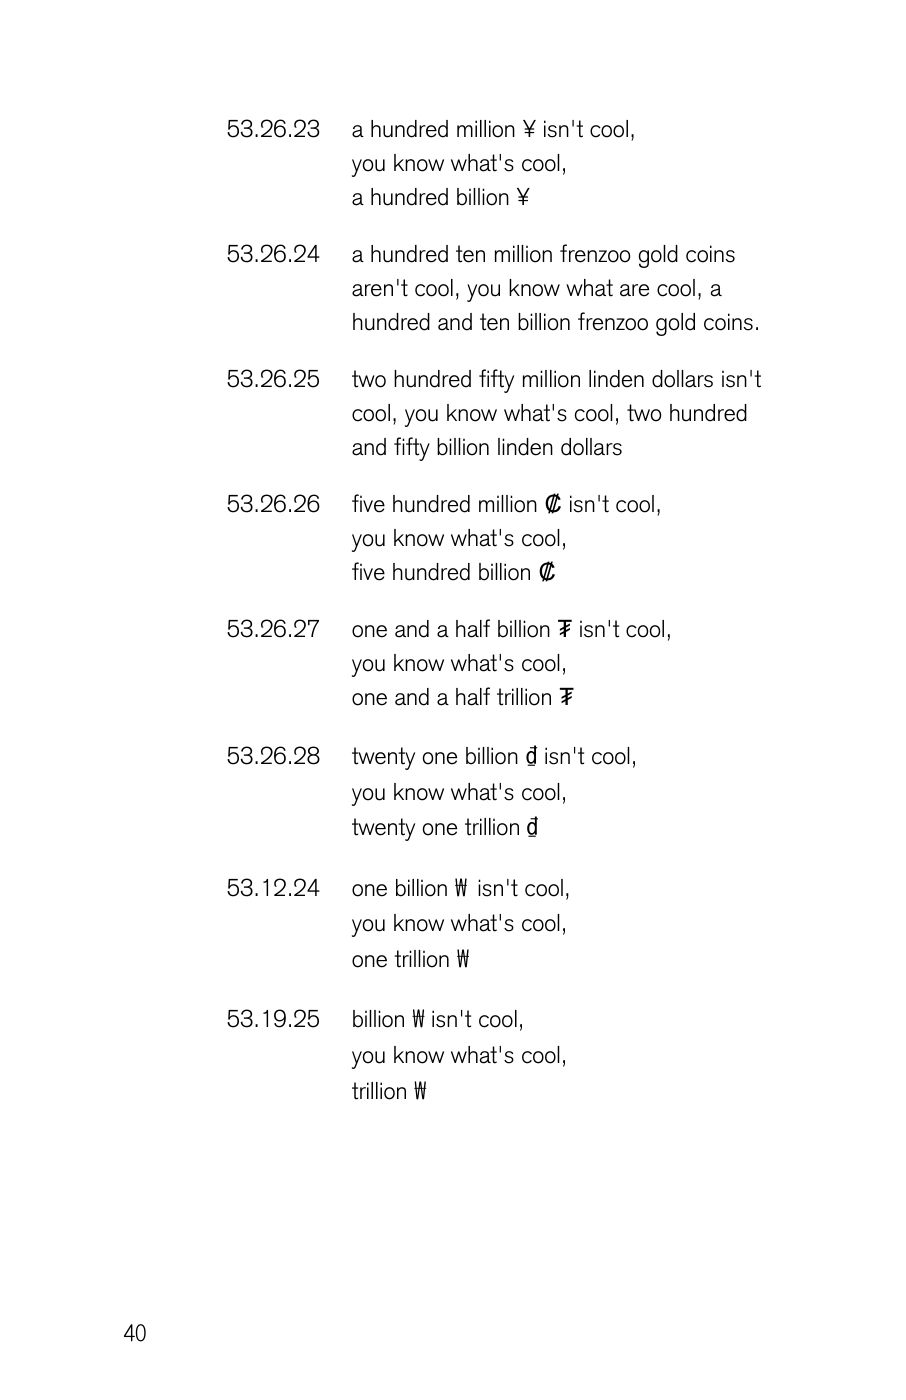 53.26.23 a hundred million ¥ isn't cool,
you know what's cool,
a hundred billion ¥
53.26.24 a hundred ten million frenzoo gold coins
aren't cool, you know what are cool, a
hundred and ten billion frenzoo gold coins.
53.26.25 two hundred fifty million linden dollars isn't
cool, you know what's cool, two hundred
and fifty billion linden dollars
53.26.26 five hundred million ₡ isn't cool,
you know what's cool,
five hundred billion ₡
53.26.27 one and a half billion ₮ isn't cool,
you know what's cool,
one and a half trillion ₮
53.26.28 twenty one billion ₫ isn't cool,
you know what's cool,
twenty one trillion ₫
53.12.24 one billion ₩ isn't cool,
you know what's cool,
one trillion ₩
53.19.25 billion ₩ isn't cool,
you know what's cool,
trillion ₩
40